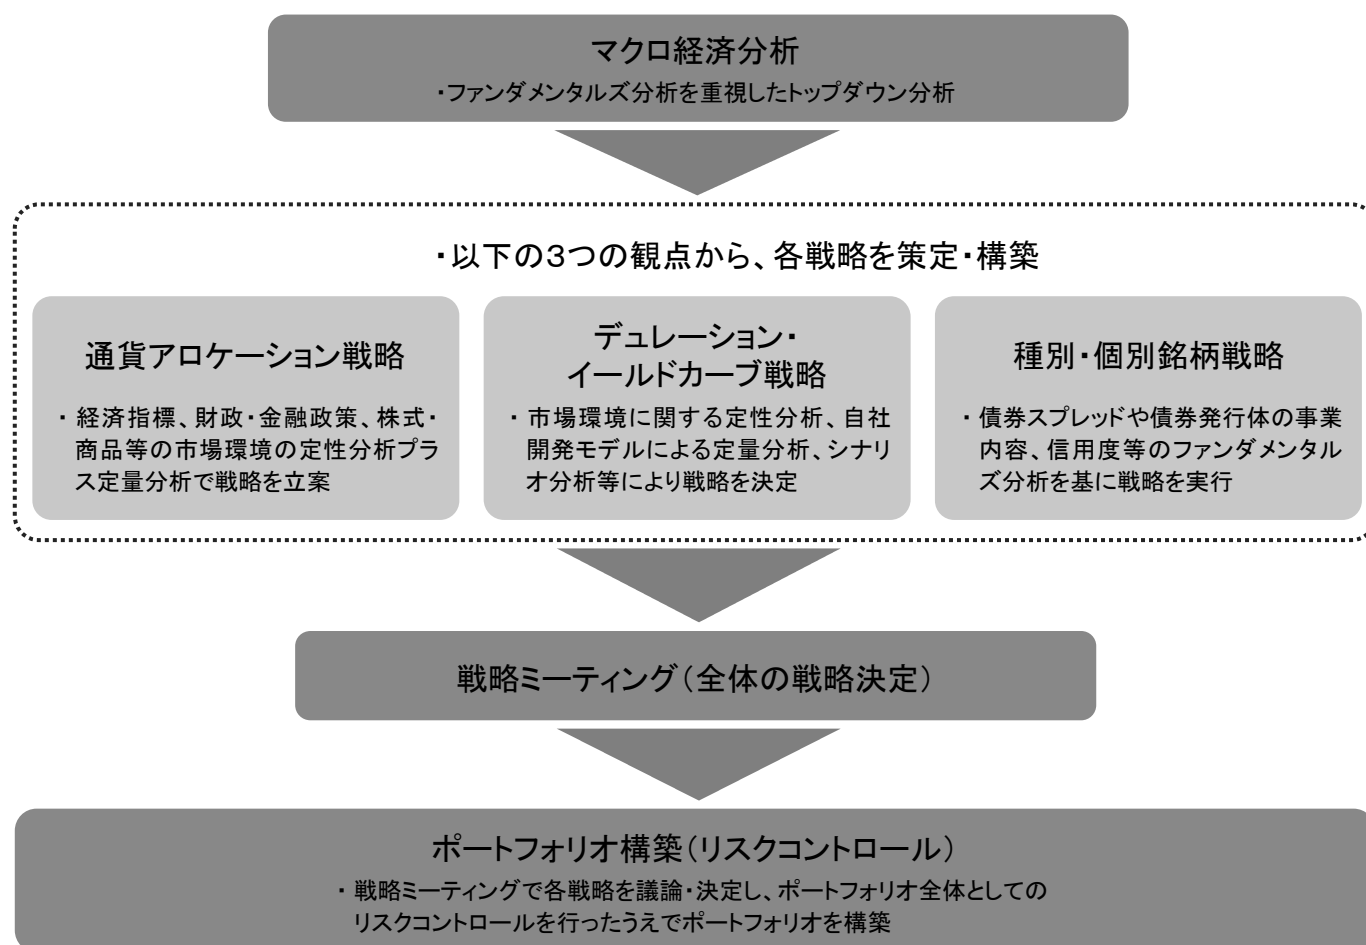 マクロ経済分析
・ファンダメンタルズ分析を重視したトップダウン分析
・以下の3つの観点から、各戦略を策定・構築
通貨アロケーション戦略
・ 経済指標、財政・金融政策、株式・
商品等の市場環境の定性分析プラ
ス定量分析で戦略を立案
デュレーション・
イールドカーブ戦略
・ 市場環境に関する定性分析、自社
開発モデルによる定量分析、シナリ
オ分析等により戦略を決定
種別・個別銘柄戦略
・ 債券スプレッドや債券発行体の事業
内容、信用度等のファンダメンタル
ズ分析を基に戦略を実行
戦略ミーティング（全体の戦略決定）
ポートフォリオ構築（リスクコントロール）
・ 戦略ミーティングで各戦略を議論・決定し、ポートフォリオ全体としての
リスクコントロールを行ったうえでポートフォリオを構築